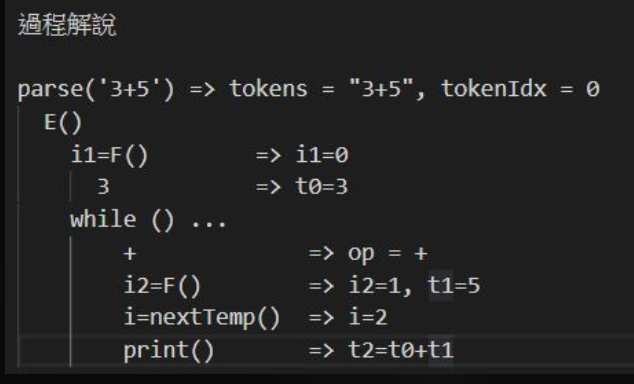 過程解說
parse('3+5') => tokens = "3+5", tokenIdx = 0
E()
i1=F() => i1=0
3 => t0=3
while () ...
+ => op = +
i2=F() => i2=1, t1=5
i=nextTemp() => i=2
print() => t2=t0+t1